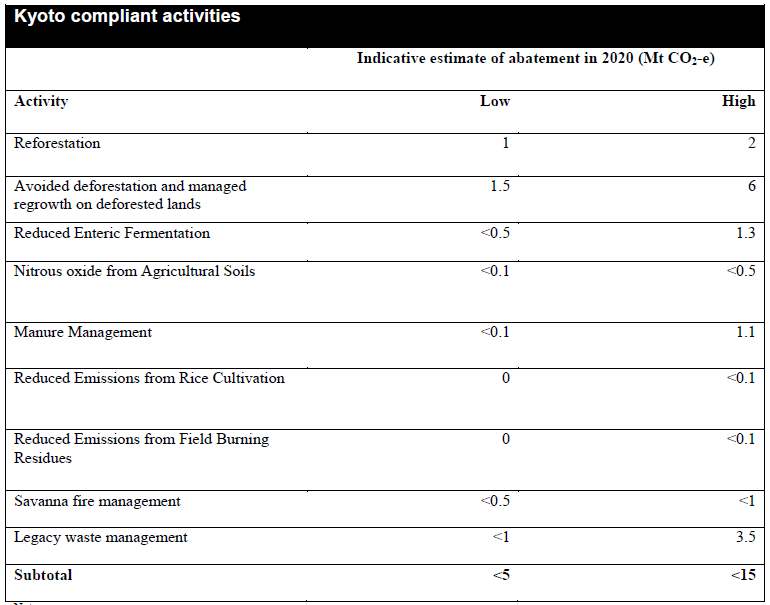 Kyoto compliant activities
Indicative estimate of abatement in 2020 (Mt CO₂-e)
Activity Low High
Reforestation 1 2
Avoided deforestation and managed 1.5 6
regrowth on deforested lands
Reduced Enteric Fermentation <0.5 1.3
Nitrous oxide from Agricultural Soils <0.1 <0.5
Manure Management <0.1 1.1
Reduced Emissions from Rice Cultivation 0 <0.1
Reduced Emissions from Field Burning 0 <0.1
Residues
Savanna fire management <0.5 <1
Legacy waste management <1 3.5
Subtotal <5 <15